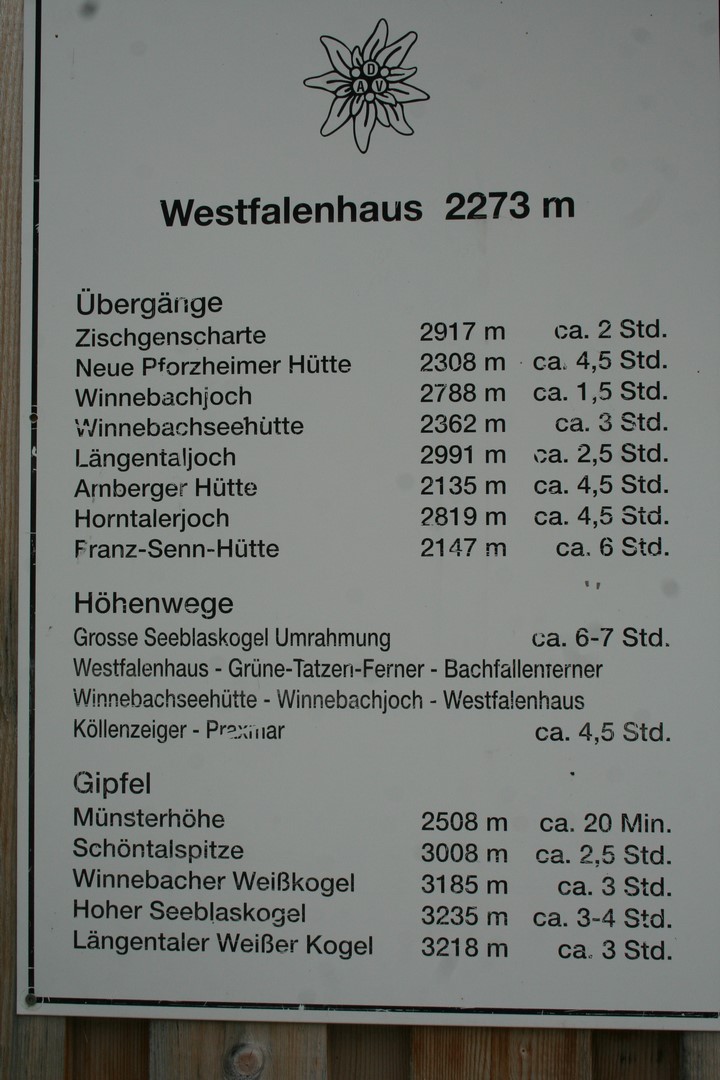 D
A V
Westfalenhaus 2273 m
Übergänge
Zischgenscharte 2917 m ca. 2 Std.
Neue Pforzheimer Hütte 2308 m ca. 4,5 Std.
Winnebachjoch 2788 m ca. 1,5 Std.
Winnebachseehütte 2362 m ca. 3 Std.
Längentaljoch 2991 m ca. 2,5 Std.
Amberger Hütte 2135 m ca. 4,5 Std.
Horntalerjoch 2819 m ca. 4,5 Std.
Franz-Senn-Hütte 2147 m ca. 6 Std.
Höhenwege
Grosse Seeblaskogel Umrahmung ca. 6-7 Std.
Westfalenhaus - Grüne-Tatzen-Ferner - Bachfallenferner
Winnebachseehütte - Winnebachjoch - Westfalenhaus
Köllenzeiger - Praxmar ca. 4,5 Std.
Gipfel
Münsterhöhe 2508 m ca. 20 Min.
Schöntalspitze 3008 m ca. 2,5 Std.
Winnebacher Weißkogel 3185 m ca. 3 Std.
Hoher Seeblaskogel 3235 m ca. 3-4 Std.
Längentaler Weißer Kogel 3218 m ca. 3 Std.